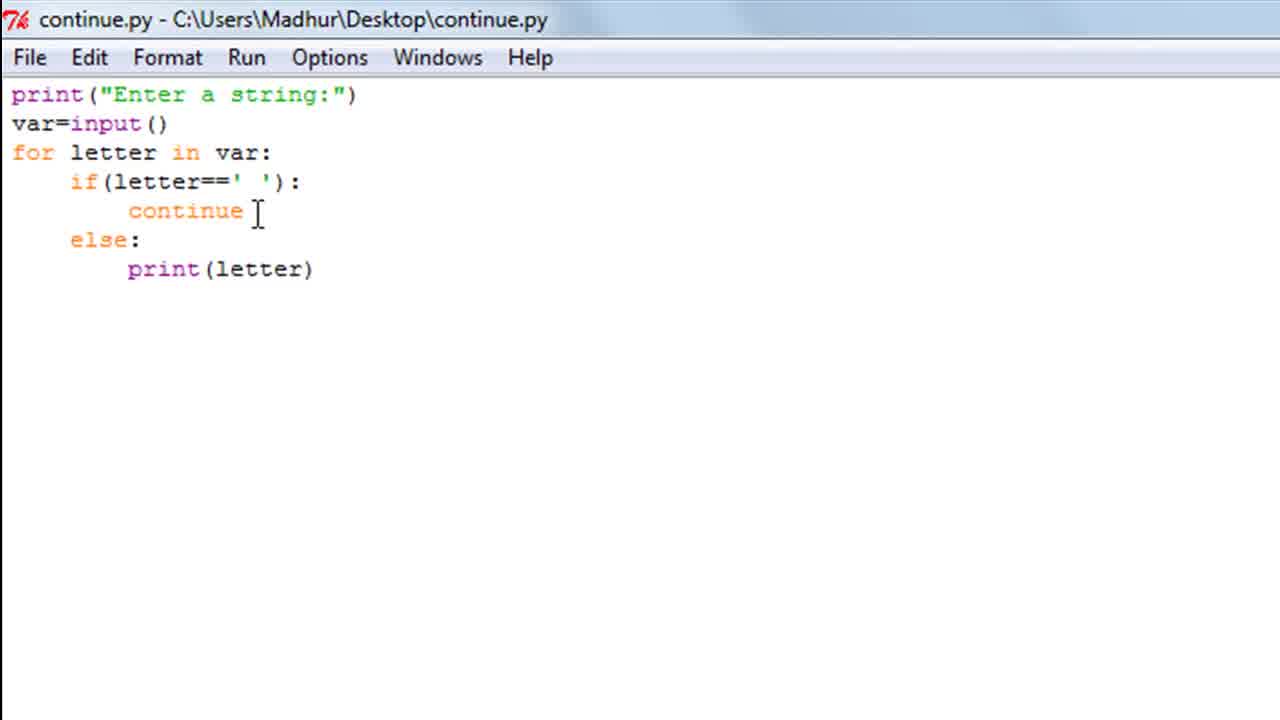 continue.py - C:\Users\Madhur\Desktop\continue.py
File Edit Format Run Options Windows Help
print("Enter a string:")
var=input()
for letter in var:
    if(letter==' '):
        continue
    else:
        print(letter)